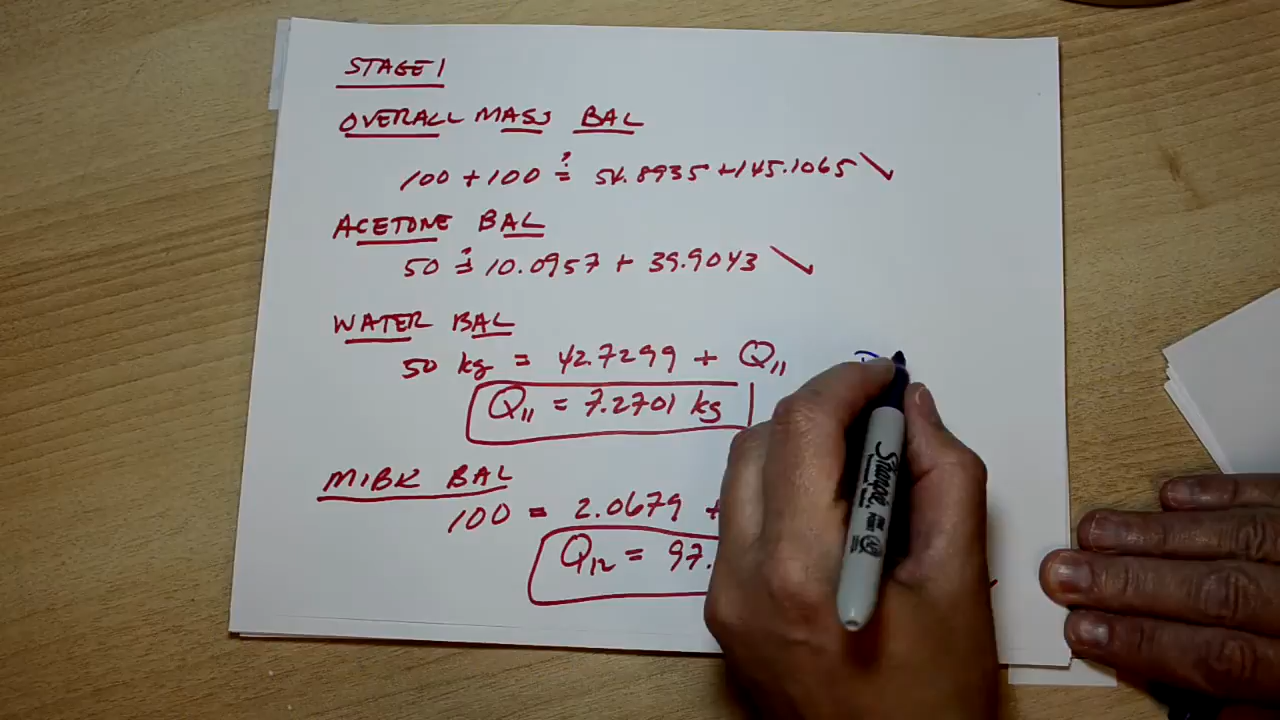 STAGE 1
OVERALL MASS BAL
100 + 100 ≟ 54.8935 + 145.1065
ACETONE BAL
50 ≟ 10.0957 + 39.9043
WATER BAL
50 kg = 42.7299 + Q11
Q11 = 7.2701 kg
MIBK BAL
100 = 2.0679 +
Q12 = 97.
Sharpie